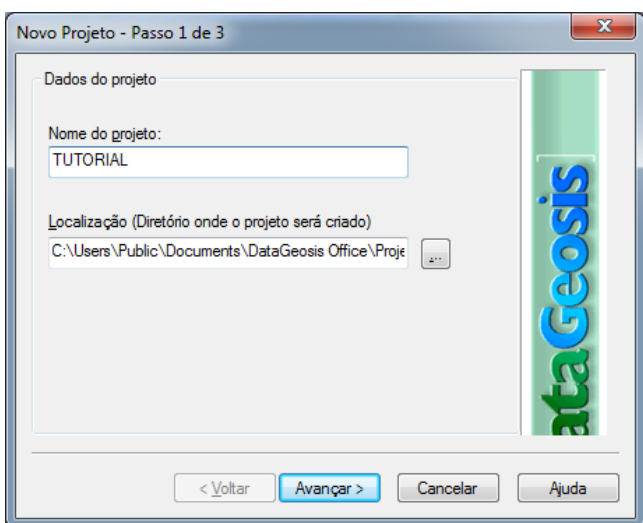 Novo Projeto - Passo 1 de 3
Dados do projeto
Nome do projeto:
TUTORIAL
Localização (Diretório onde o projeto será criado)
C:\Users\Public\Documents\DataGeosis Office\Proje
...
ataGeosis
< Voltar
Avançar >
Cancelar
Ajuda